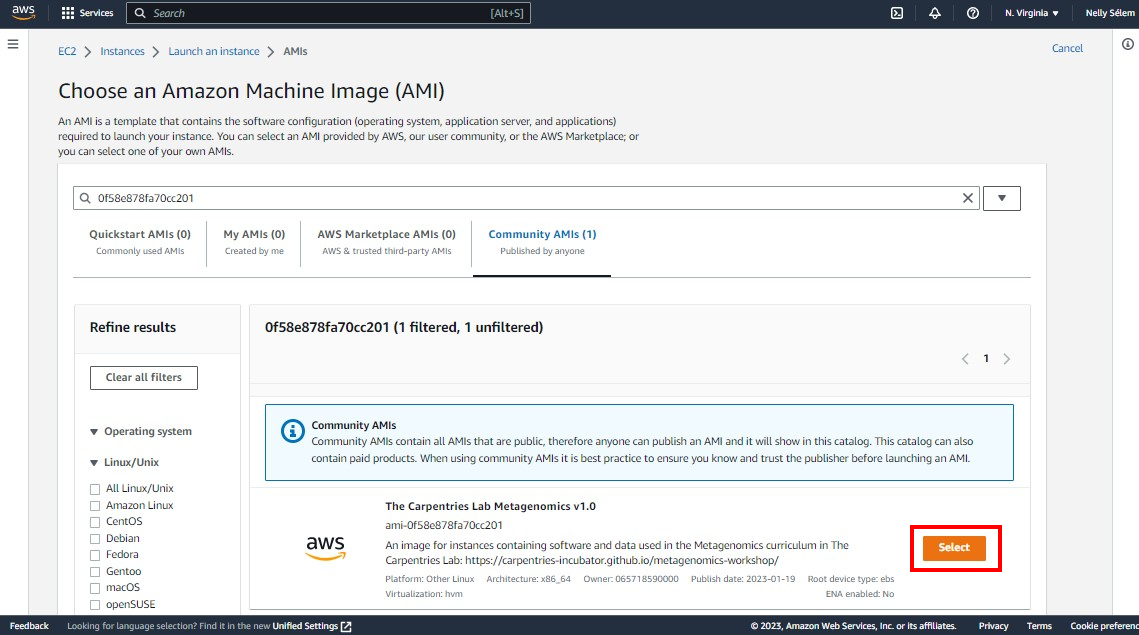 aws
Services
Search [Alt+S]
N. Virginia
Nelly Sélem
EC2 Instances Launch an instance AMIs
Cancel
Choose an Amazon Machine Image (AMI)
An AMI is a template that contains the software configuration (operating system, application server, and applications)
required to launch your instance. You can select an AMI provided by AWS, our user community, or the AWS Marketplace; or
you can select one of your own AMIs.
0f58e878fa70cc201
Quickstart AMIs (0)
Commonly used AMIs
My AMIs (0)
Created by me
AWS Marketplace AMIs (0)
AWS & trusted third-party AMIs
Community AMIs (1)
Published by anyone
Refine results
Clear all filters
Operating system
Linux/Unix
All Linux/Unix
Amazon Linux
CentOS
Debian
Fedora
Gentoo
macOS
openSUSE
0f58e878fa70cc201 (1 filtered, 1 unfiltered)
1
Community AMIs
Community AMIs contain all AMIs that are public, therefore anyone can publish an AMI and it will show in this catalog. This catalog can also
contain paid products. When using community AMIs it is best practice to ensure you know and trust the publisher before launching an AMI.
aws
The Carpentries Lab Metagenomics v1.0
ami-0f58e878fa70cc201
An image for instances containing software and data used in the Metagenomics curriculum in The
Carpentries Lab: https://carpentries-incubator.github.io/metagenomics-workshop/
Platform: Other Linux Architecture: x86_64 Owner: 065718590000 Publish date: 2023-01-19 Root device type: ebs
Virtualization: hvm ENA enabled: No
Select
Feedback
Looking for language selection? Find it in the new Unified Settings
© 2023, Amazon Web Services, Inc. or its affiliates.
Privacy
Terms
Cookie preferenc